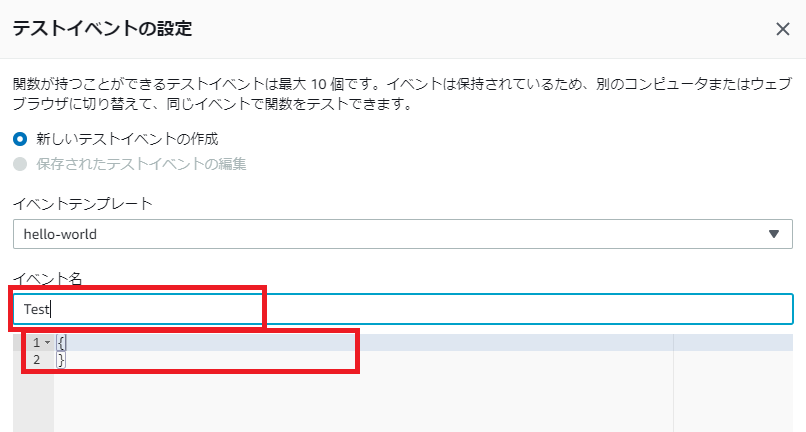 テストイベントの設定
関数が持つことができるテストイベントは最大 10 個です。イベントは保持されているため、別のコンピュータまたはウェブ
ブラウザに切り替えて、同じイベントで関数をテストできます。
新しいテストイベントの作成
保存されたテストイベントの編集
イベントテンプレート
hello-world
イベント名
Test
1 {
2 }